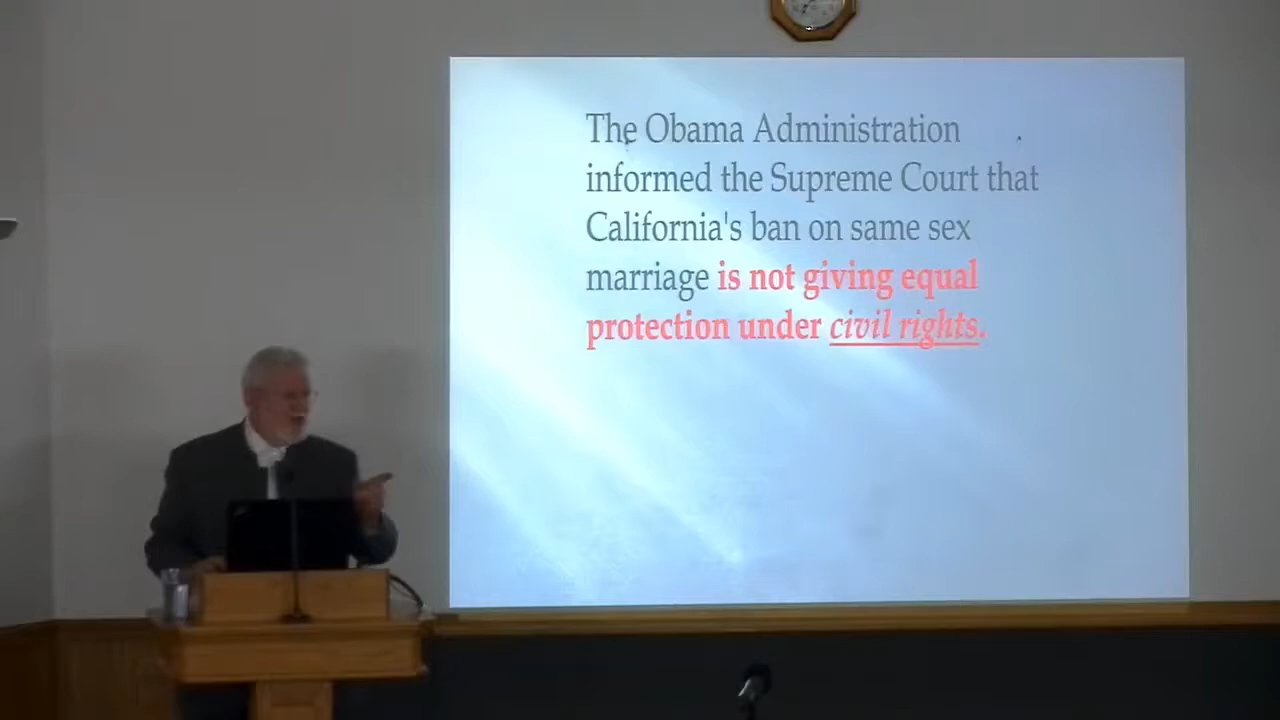 The Obama Administration
informed the Supreme Court that
California's ban on same sex
marriage is not giving equal
protection under civil rights.